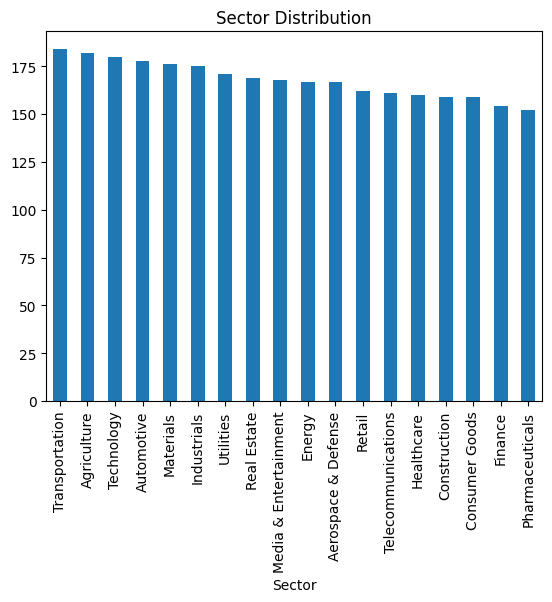 Sector Distribution
175
150
125
100
75
50
25
0
Transportation
Agriculture
Technology
Automotive
Materials
Industrials
Utilities
Real Estate
Media & Entertainment
Energy
Aerospace & Defense
Retail
Telecommunications
Healthcare
Construction
Consumer Goods
Finance
Pharmaceuticals
Sector